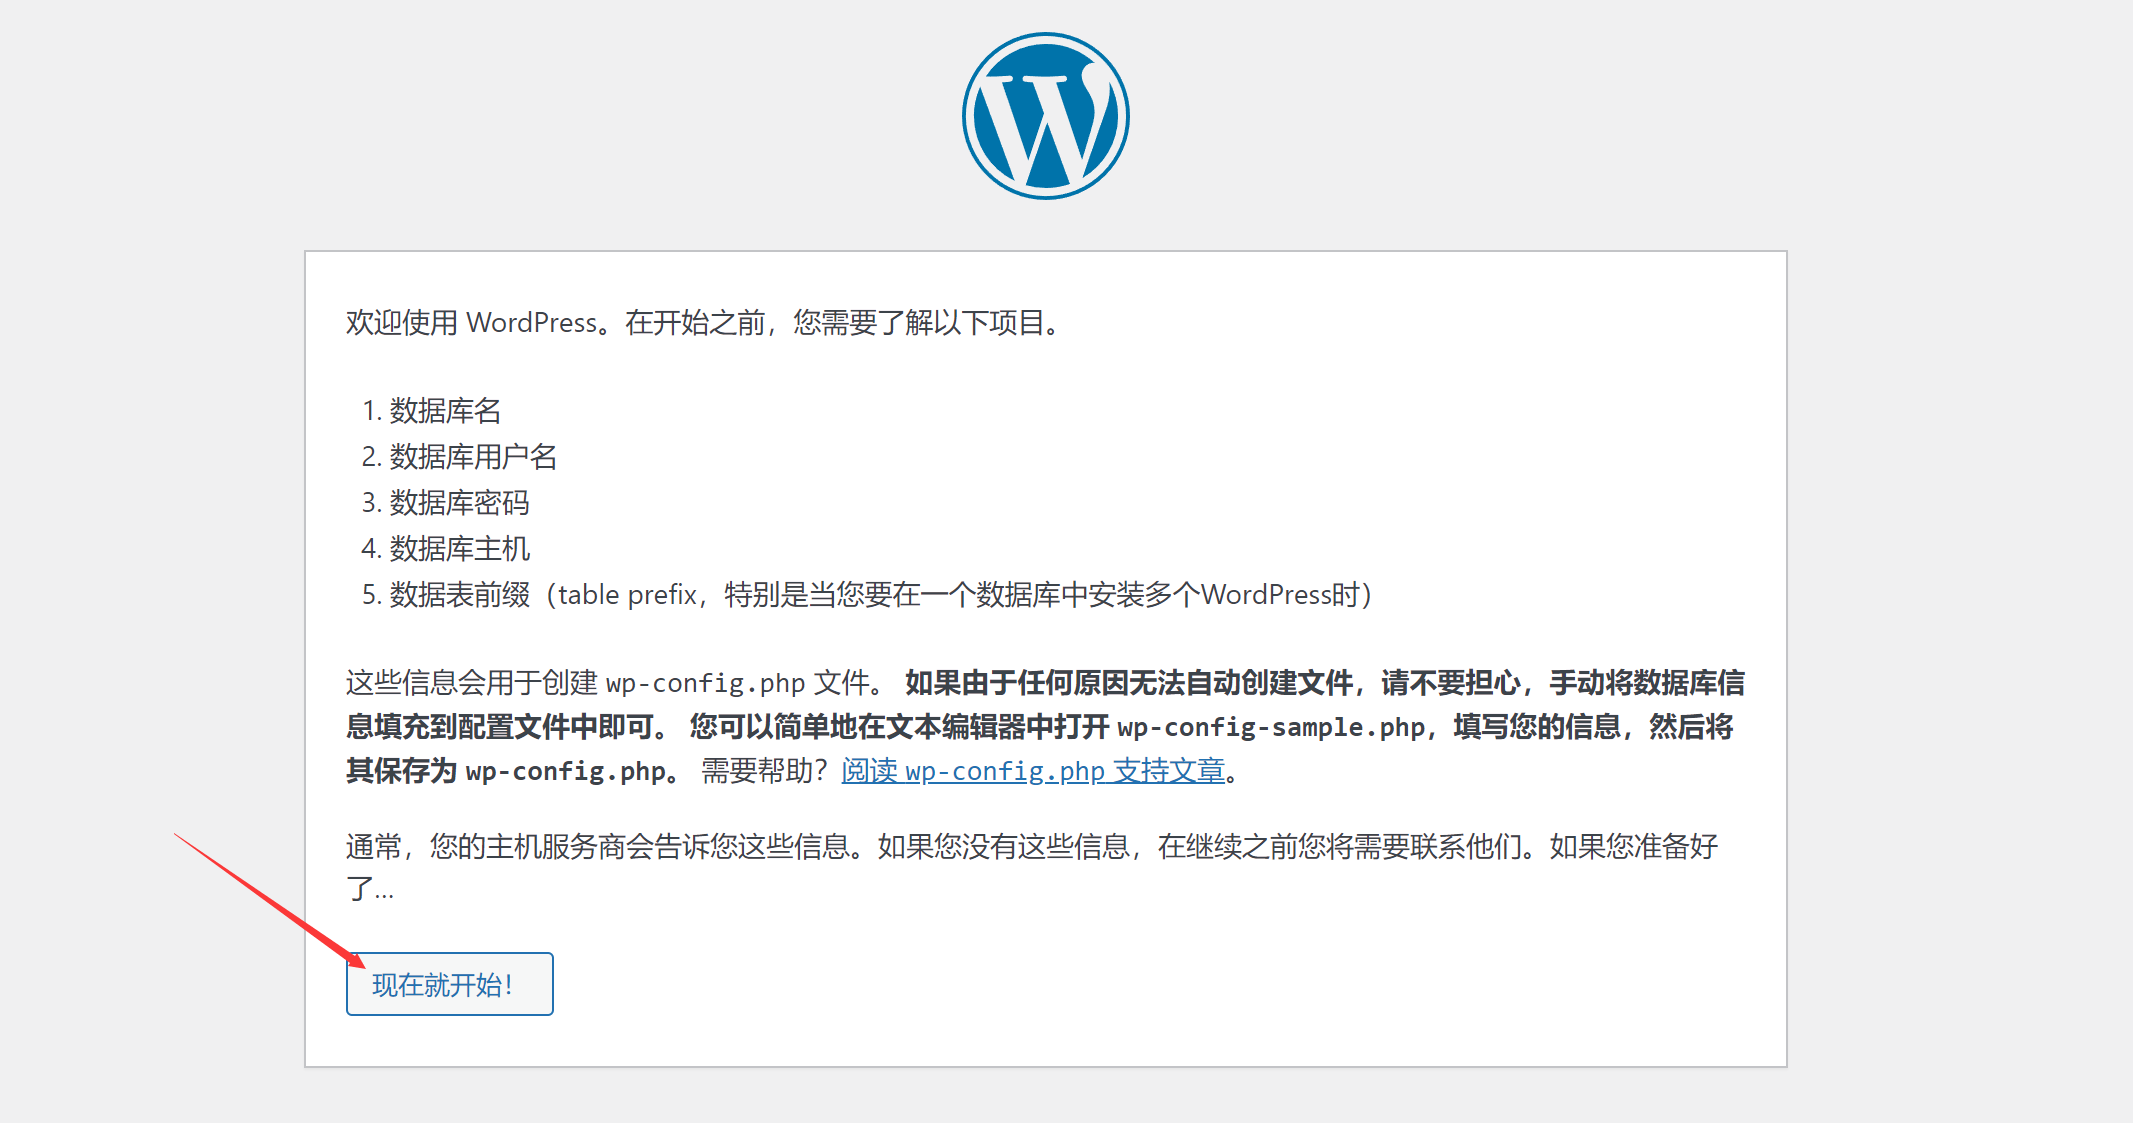 欢迎使用 WordPress。在开始之前，您需要了解以下项目。
1. 数据库名
2. 数据库用户名
3. 数据库密码
4. 数据库主机
5. 数据表前缀（table prefix，特别是当您要在一个数据库中安装多个WordPress时）
这些信息会用于创建 wp-config.php 文件。 如果由于任何原因无法自动创建文件，请不要担心，手动将数据库信
息填充到配置文件中即可。 您可以简单地在文本编辑器中打开 wp-config-sample.php，填写您的信息，然后将
其保存为 wp-config.php。 需要帮助？阅读 wp-config.php 支持文章。
通常，您的主机服务商会告诉您这些信息。如果您没有这些信息，在继续之前您将需要联系他们。如果您准备好
了...
现在就开始！